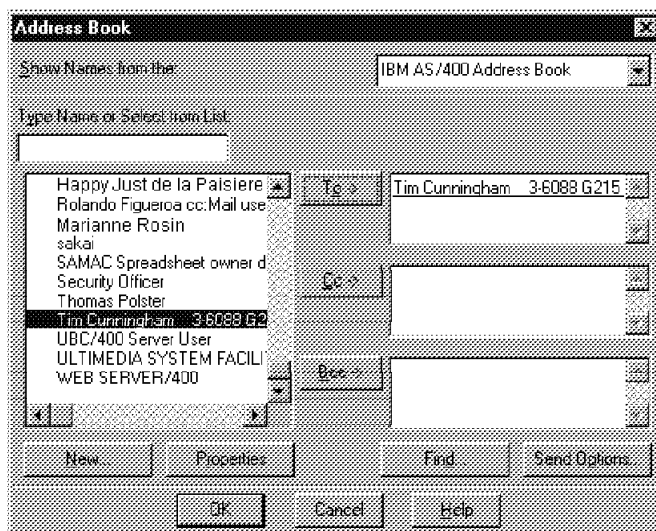 Address Book
Show Names from the:
IBM AS/400 Address Book
Type Name or Select from List:
Happy Just de la Paisiere
Rolando Figueroa cc:Mail use
Marianne Rosin
sakai
SAMAC Spreadsheet owner d
Security Officer
Thomas Polster
Tim Cunningham 3-6088 G2
UBC/400 Server User
ULTIMEDIA SYSTEM FACILI
WEB SERVER/400
To->
Tim Cunningham 3-6088 G215
Cc->
Bcc->
New...
Properties
Find...
Send Options...
OK
Cancel
Help